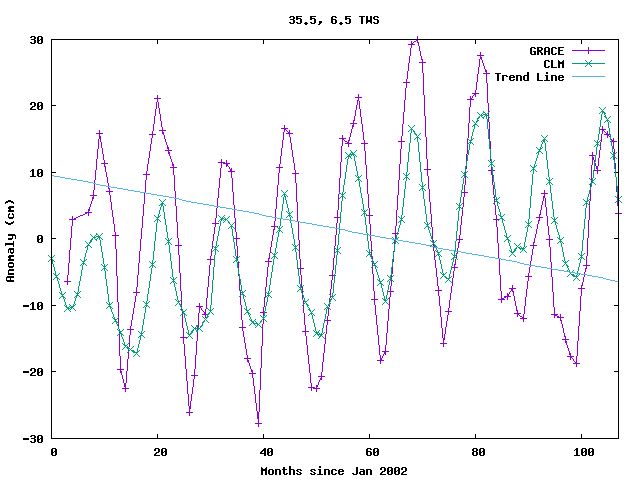 35.5, 6.5 TWS
GRACE
CLM
Trend Line
30
20
10
0
-10
-20
-30
Anomaly (cm)
0 20 40 60 80 100
Months since Jan 2002